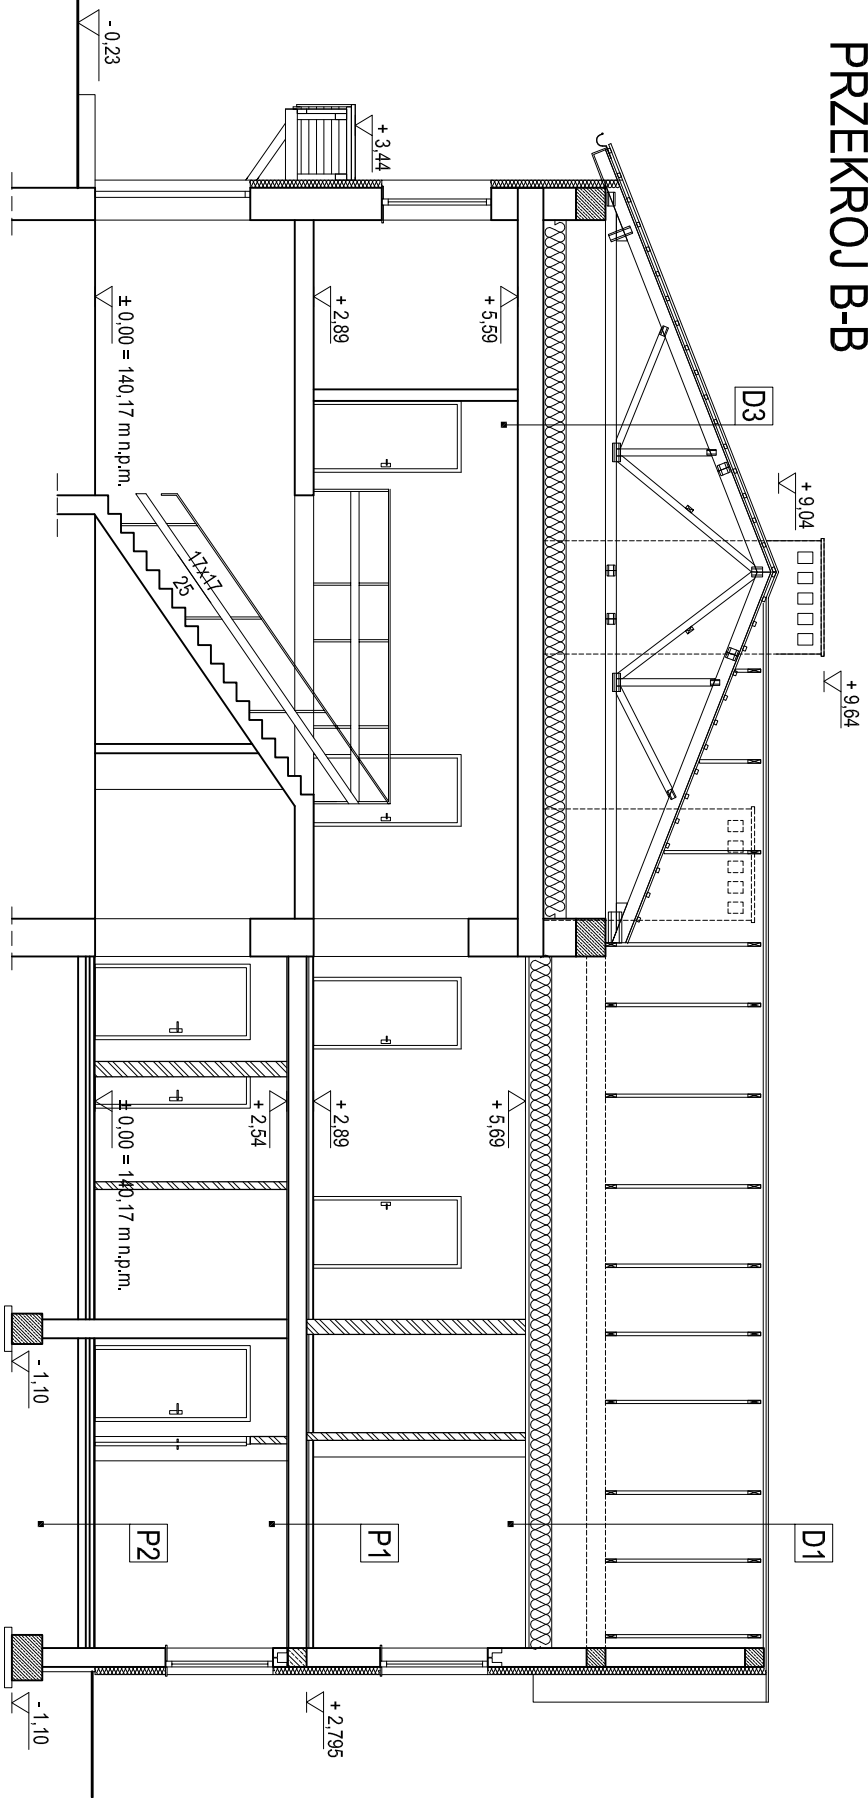 PRZEKRÓJ B-B
D3
+ 9,04
+ 9,64
D1
+ 3,44
+ 5,59
+ 5,69
+ 2,89
+ 2,89
+ 2,54
17x17
25
± 0,00 = 140,17 m n.p.m.
± 0,00 = 140,17 m n.p.m.
P1
P2
+ 2,795
- 0,23
- 1,10
- 1,10